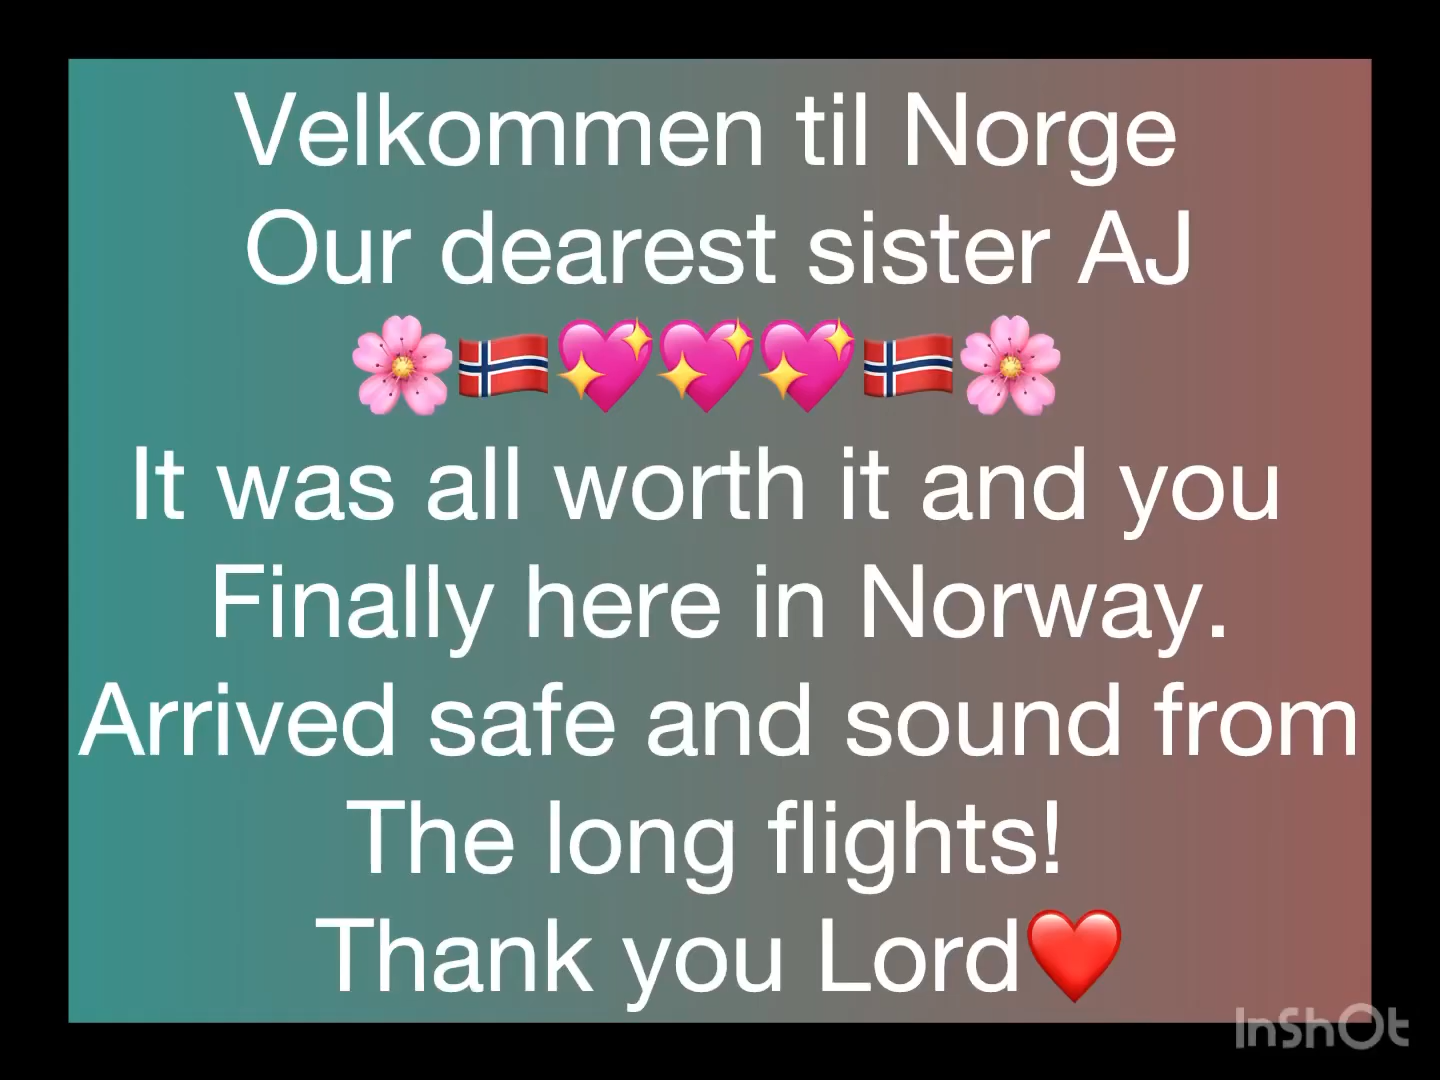 Velkommen til Norge
Our dearest sister AJ
🌸🇳🇴💖💖💖🇳🇴🌸
It was all worth it and you
Finally here in Norway.
Arrived safe and sound from
The long flights!
Thank you Lord❤️
InShOt